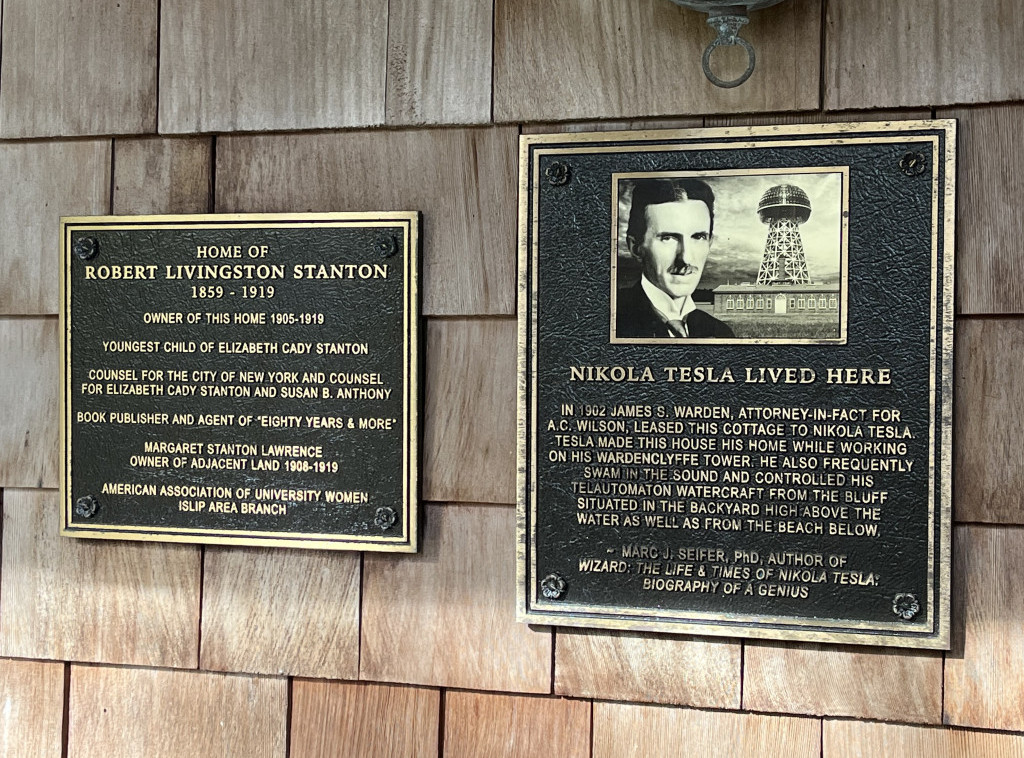 HOME OF
ROBERT LIVINGSTON STANTON
1859 - 1919
OWNER OF THIS HOME 1905-1919
YOUNGEST CHILD OF ELIZABETH CADY STANTON
COUNSEL FOR THE CITY OF NEW YORK AND COUNSEL
FOR ELIZABETH CADY STANTON AND SUSAN B. ANTHONY
BOOK PUBLISHER AND AGENT OF "EIGHTY YEARS & MORE"
MARGARET STANTON LAWRENCE
OWNER OF ADJACENT LAND 1908-1919
AMERICAN ASSOCIATION OF UNIVERSITY WOMEN
ISLIP AREA BRANCH
NIKOLA TESLA LIVED HERE
IN 1902 JAMES S. WARDEN, ATTORNEY-IN-FACT FOR
A.C. WILSON, LEASED THIS COTTAGE TO NIKOLA TESLA.
TESLA MADE THIS HOUSE HIS HOME WHILE WORKING
ON HIS WARDENCLYFFE TOWER. HE ALSO FREQUENTLY
SWAM IN THE SOUND AND CONTROLLED HIS
TELAUTOMATON WATERCRAFT FROM THE BLUFF
SITUATED IN THE BACKYARD HIGH ABOVE THE
WATER AS WELL AS FROM THE BEACH BELOW.
~ MARC J. SEIFER, PhD, AUTHOR OF
WIZARD: THE LIFE & TIMES OF NIKOLA TESLA:
BIOGRAPHY OF A GENIUS